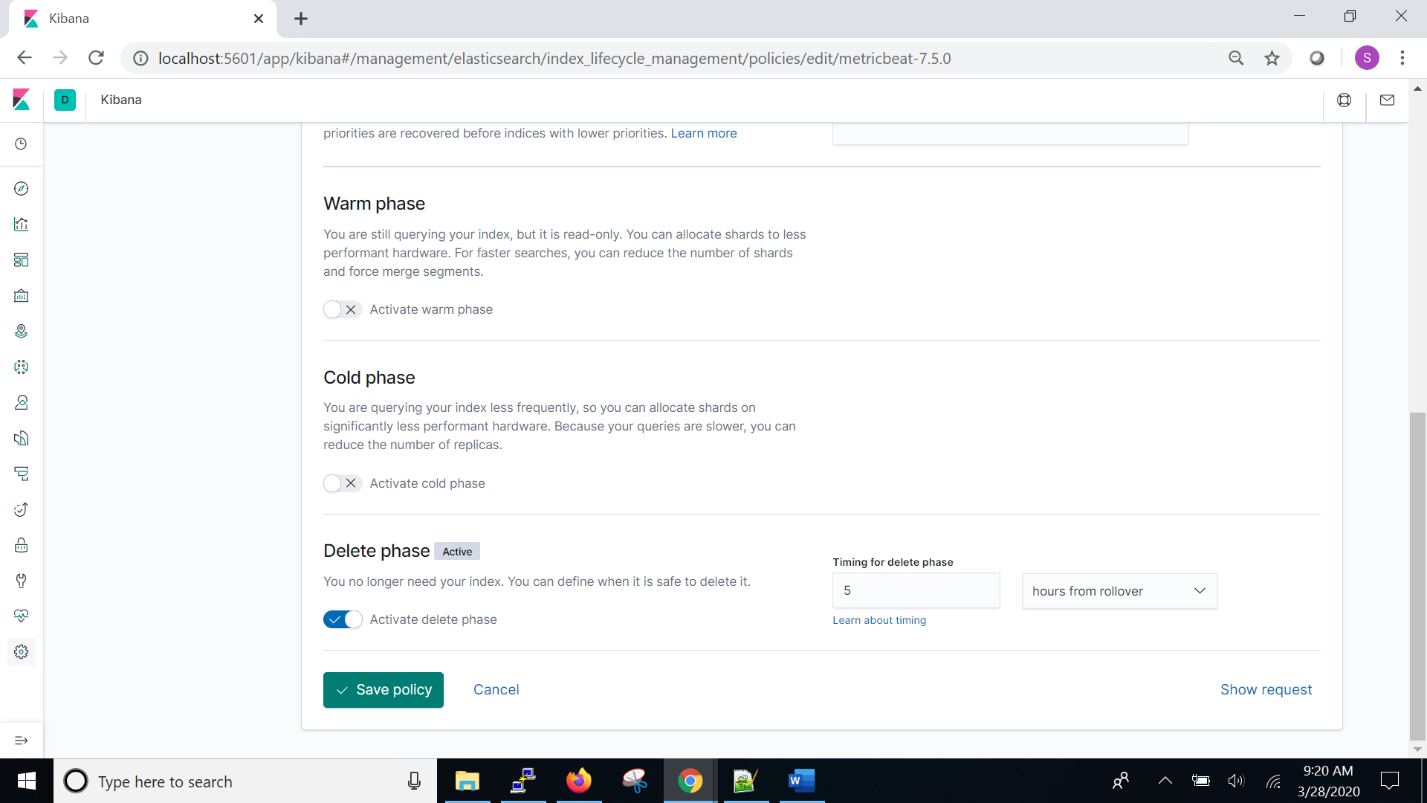 Kibana
localhost:5601/app/kibana#/management/elasticsearch/index_lifecycle_management/policies/edit/metricbeat-7.5.0
S
D
Kibana
priorities are recovered before indices with lower priorities. Learn more
Warm phase
You are still querying your index, but it is read-only. You can allocate shards to less
performant hardware. For faster searches, you can reduce the number of shards
and force merge segments.
Activate warm phase
Cold phase
You are querying your index less frequently, so you can allocate shards on
significantly less performant hardware. Because your queries are slower, you can
reduce the number of replicas.
Activate cold phase
Delete phase Active
You no longer need your index. You can define when it is safe to delete it.
Activate delete phase
Timing for delete phase
5
hours from rollover
Learn about timing
Save policy
Cancel
Show request
Type here to search
W
9:20 AM
3/28/2020